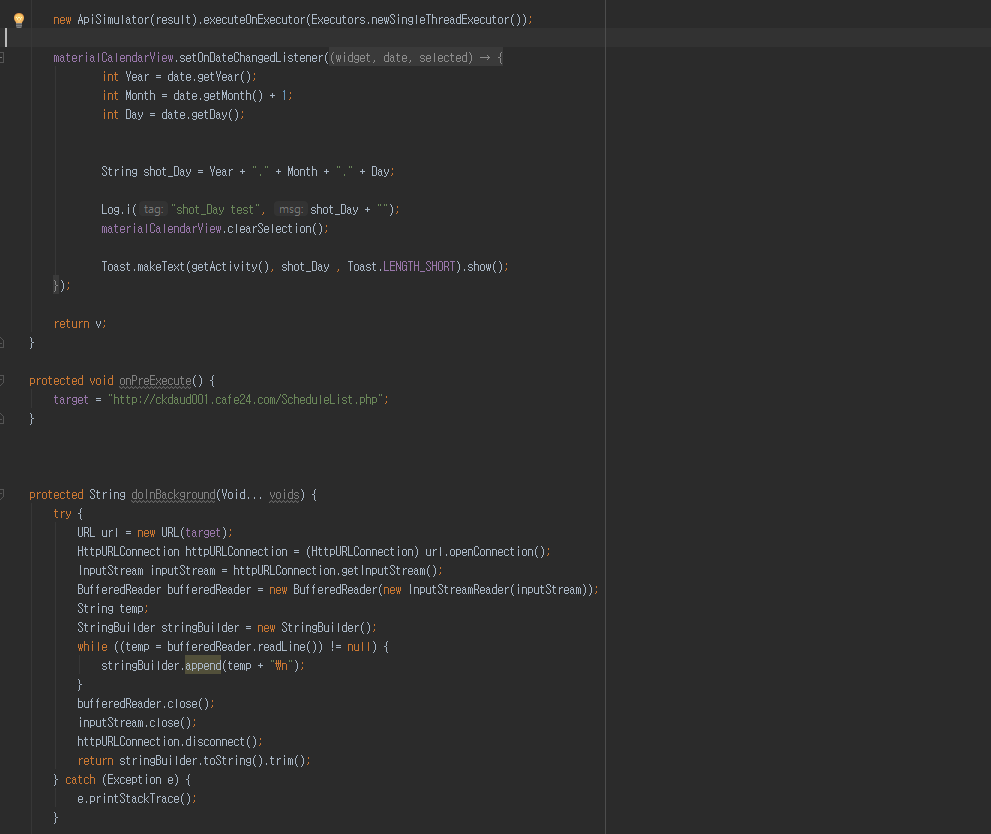 new ApiSimulator(result).executeOnExecutor(Executors.newSingleThreadExecutor());
materialCalendarView.setOnDateChangedListener((widget, date, selected) → {
int Year = date.getYear();
int Month = date.getMonth() + 1;
int Day = date.getDay();
String shot_Day = Year + "." + Month + "." + Day;
Log.i( tag: "shot_Day test", msg: shot_Day + "");
materialCalendarView.clearSelection();
Toast.makeText(getActivity(), shot_Day , Toast.LENGTH_SHORT).show();
});
return v;
}
protected void onPreExecute() {
target = "http://ckdaud001.cafe24.com/ScheduleList.php";
}
protected String doInBackground(Void... voids) {
try {
URL url = new URL(target);
HttpURLConnection httpURLConnection = (HttpURLConnection) url.openConnection();
InputStream inputStream = httpURLConnection.getInputStream();
BufferedReader bufferedReader = new BufferedReader(new InputStreamReader(inputStream));
String temp;
StringBuilder stringBuilder = new StringBuilder();
while ((temp = bufferedReader.readLine()) != null) {
stringBuilder.append(temp + "₩n");
}
bufferedReader.close();
inputStream.close();
httpURLConnection.disconnect();
return stringBuilder.toString().trim();
} catch (Exception e) {
e.printStackTrace();
}